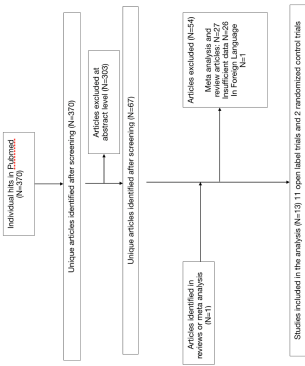 Individual hits in Pubmed
(N=370)
Unique articles identified after screening (N=370)
Articles excluded at
abstract level (N=303)
Unique articles identified after screening (N=67)
Articles excluded (N=54)
Meta analysis and
review articles: N=27
Insufficient data N=26
In Foreign Language
N=1
Articles identified in
reviews or meta analysis
(N=1)
Studies included in the analysis (N=13) 11 open label trials and 2 randomized control trials